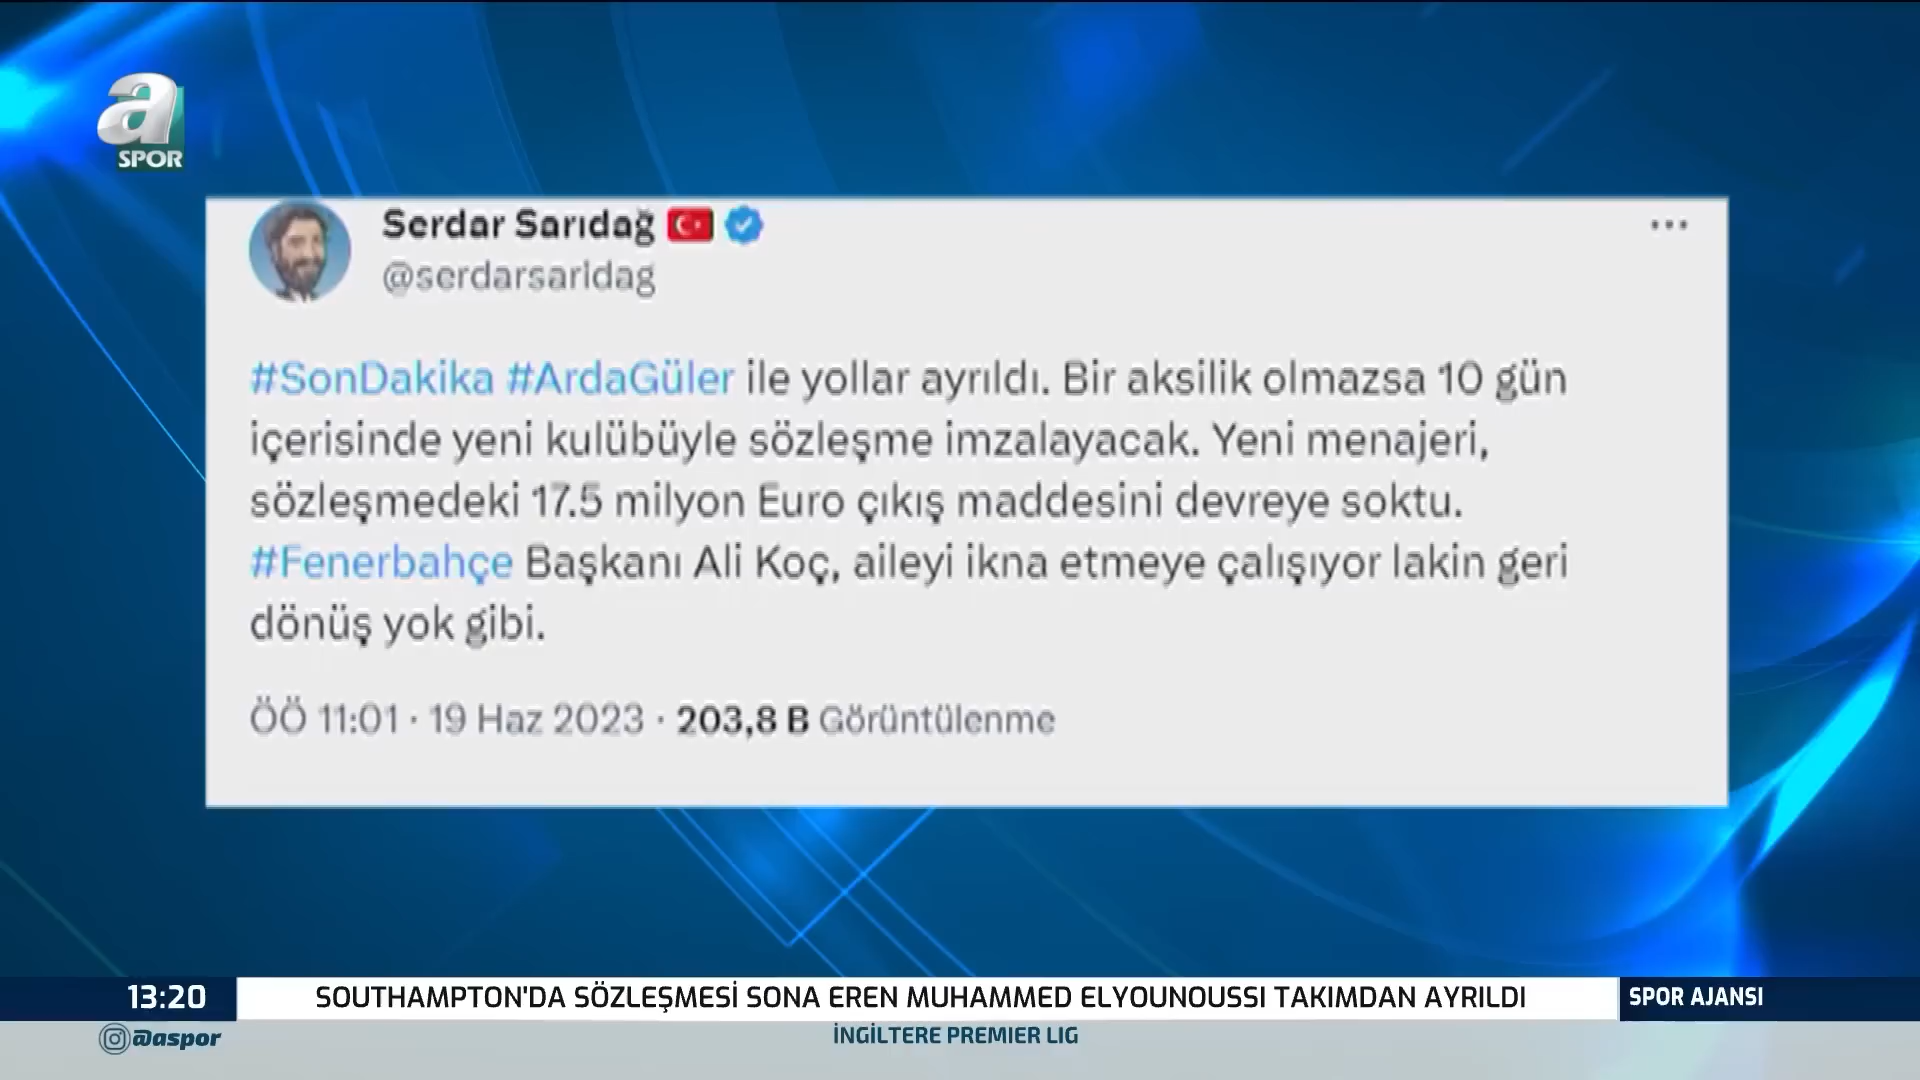 a
SPOR
Serdar Sarıdağ
@serdarsaridag
#SonDakika #ArdaGüler ile yollar ayrıldı. Bir aksilik olmazsa 10 gün
içerisinde yeni kulübüyle sözleşme imzalayacak. Yeni menajeri,
sözleşmedeki 17.5 milyon Euro çıkış maddesini devreye soktu.
#Fenerbahçe Başkanı Ali Koç, aileyi ikna etmeye çalışıyor lakin geri
dönüş yok gibi.
ÖÖ 11:01 · 19 Haz 2023 · 203,8 B Görüntülenme
13:20 SOUTHAMPTON'DA SÖZLEŞMESİ SONA EREN MUHAMMED ELYOUNOUSSI TAKIMDAN AYRILDI SPOR AJANSI
@aspor İNGİLTERE PREMIER LIG